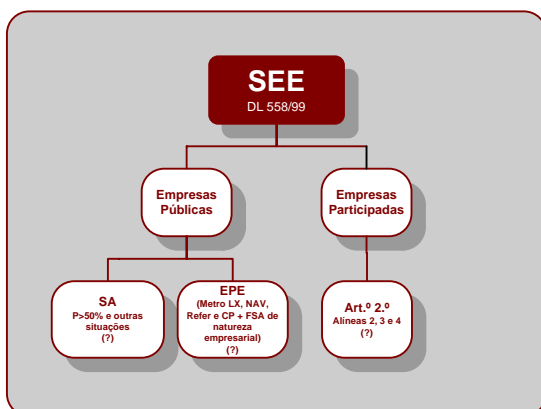 SEE
DL 558/99
Empresas
Públicas
Empresas
Participadas
SA
P>50% e outras
situações
(?)
EPE
(Metro LX, NAV,
Refer e CP + FSA de
natureza
empresarial)
(?)
Art.º 2.º
Alíneas 2, 3 e 4
(?)